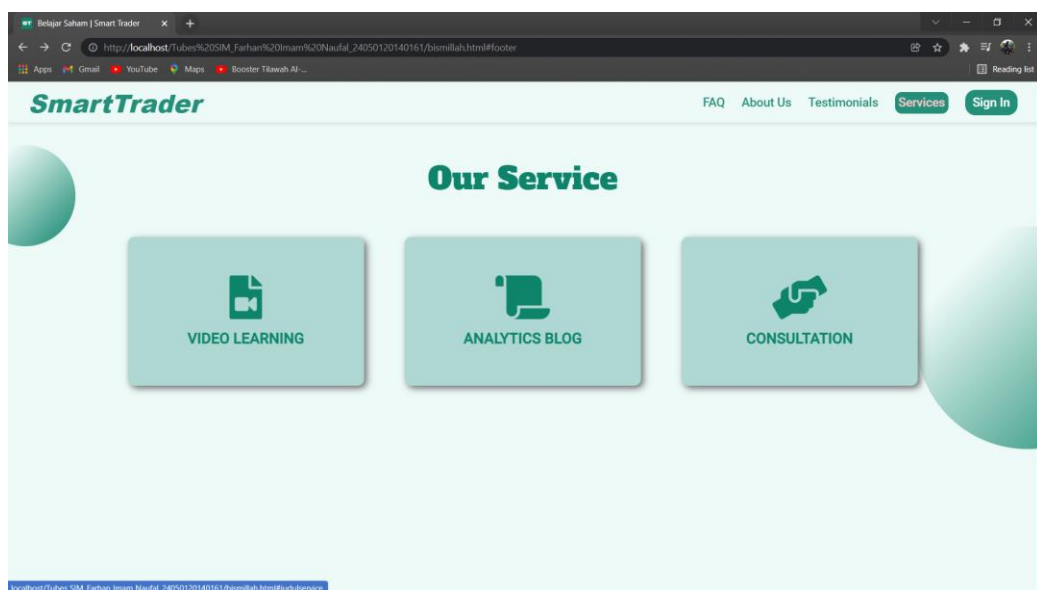 Belajar Saham | Smart Trader
http://localhost/Tubes%20SIM_Farhan%20Imam%20Naufal_24050120140161/bismillah.html#footer
Apps Gmail YouTube Maps Booster Tilawah Al-... Reading list
SmartTrader FAQ About Us Testimonials Services Sign In
Our Service
VIDEO LEARNING ANALYTICS BLOG CONSULTATION
localhost/Tubes SIM_Farhan Imam Naufal_24050120140161/bismillah.html#judulservice